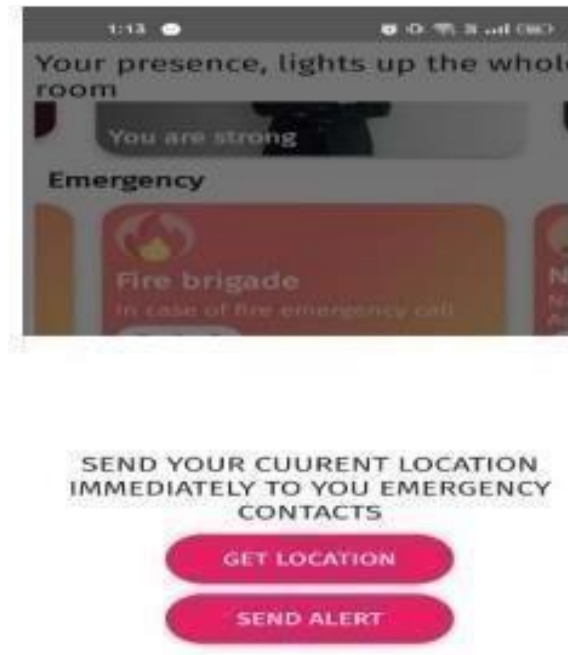 1:13
Your presence, lights up the whole
room
You are strong
Emergency
Fire brigade
In case of fire emergency call
SEND YOUR CUURENT LOCATION
IMMEDIATELY TO YOU EMERGENCY
CONTACTS
GET LOCATION
SEND ALERT